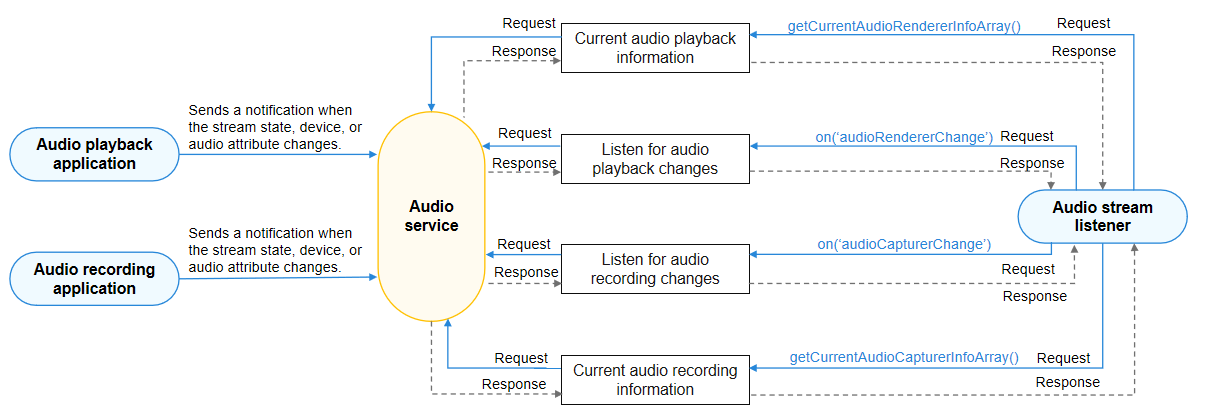 Request
getCurrentAudioRendererInfoArray()
Request
Current audio playback
information
Response
Response
Sends a notification when
the stream state, device, or
audio attribute changes.
Audio playback
application
Request
Listen for audio
playback changes
on(‘audioRendererChange’)
Request
Response
Response
Audio
service
Audio stream
listener
Sends a notification when
the stream state, device, or
audio attribute changes.
Audio recording
application
Request
Listen for audio
recording changes
on(‘audioCapturerChange’)
Request
Response
Response
Request
getCurrentAudioCapturerInfoArray()
Request
Current audio recording
information
Response
Response